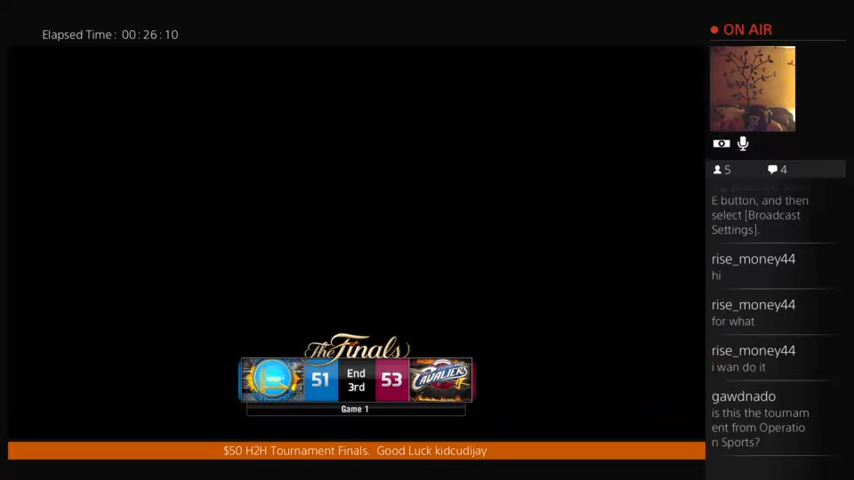 Elapsed Time: 00:26:10
ON AIR
5
4
E button, and then
select [Broadcast
Settings].
rise_money44
hi
rise_money44
for what
rise_money44
i wan do it
gawdnado
is this the tournam
ent from Operatio
n Sports?
The Finals
51
End
3rd
53
CAVALIERS
Game 1
$50 H2H Tournament Finals. Good Luck kidcudijay